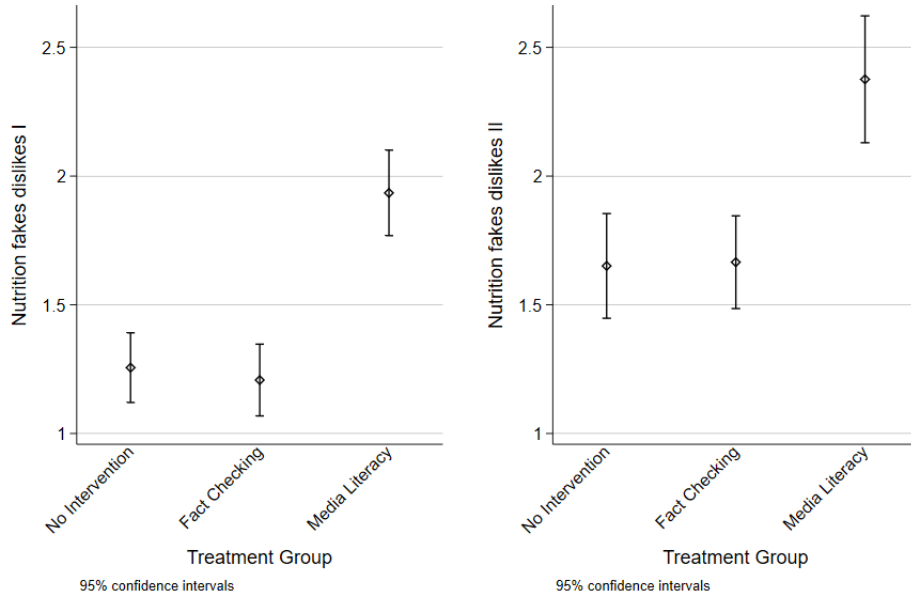 Nutrition fakes dislikes I
2.5
2
1.5
1
No Intervention
Fact Checking
Media Literacy
Treatment Group
95% confidence intervals
Nutrition fakes dislikes II
2.5
2
1.5
1
No Intervention
Fact Checking
Media Literacy
Treatment Group
95% confidence intervals